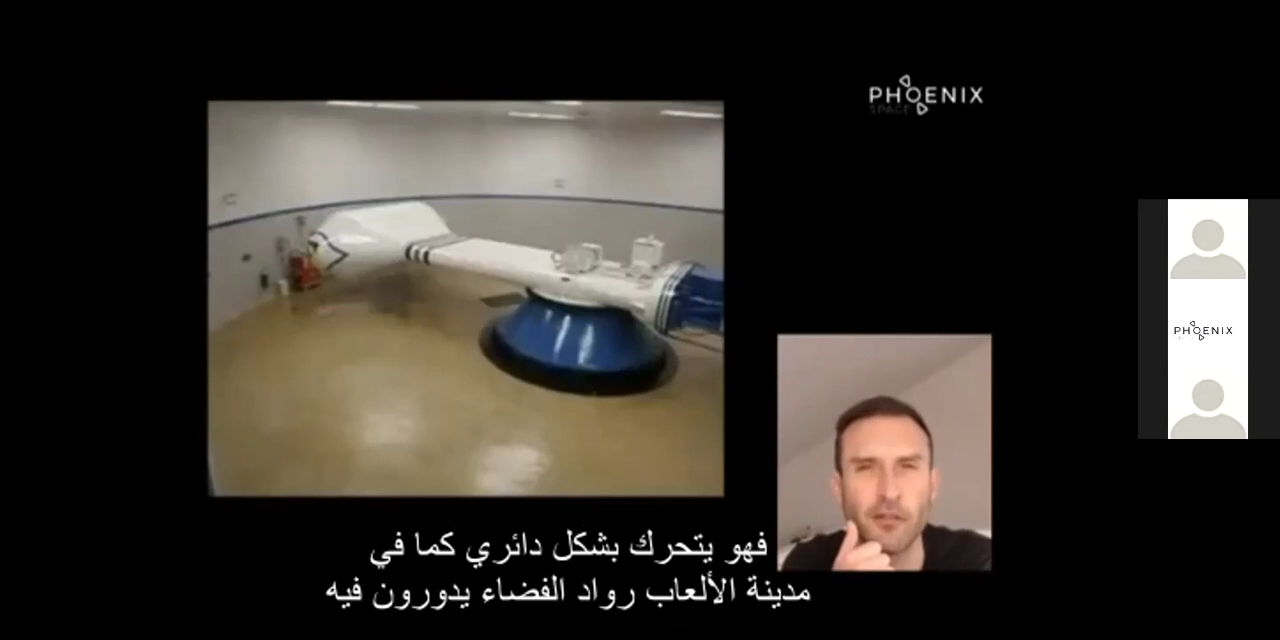 PHOENIX
SPACE
PHOENIX
فهو يتحرك بشكل دائري كما في
مدينة الألعاب رواد الفضاء يدورون فيه